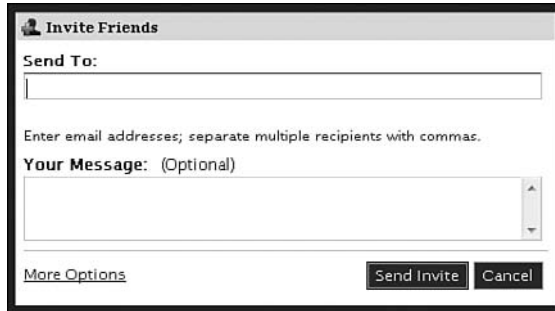 Invite Friends
Send To:
Enter email addresses; separate multiple recipients with commas.
Your Message: (Optional)
More Options Send Invite Cancel